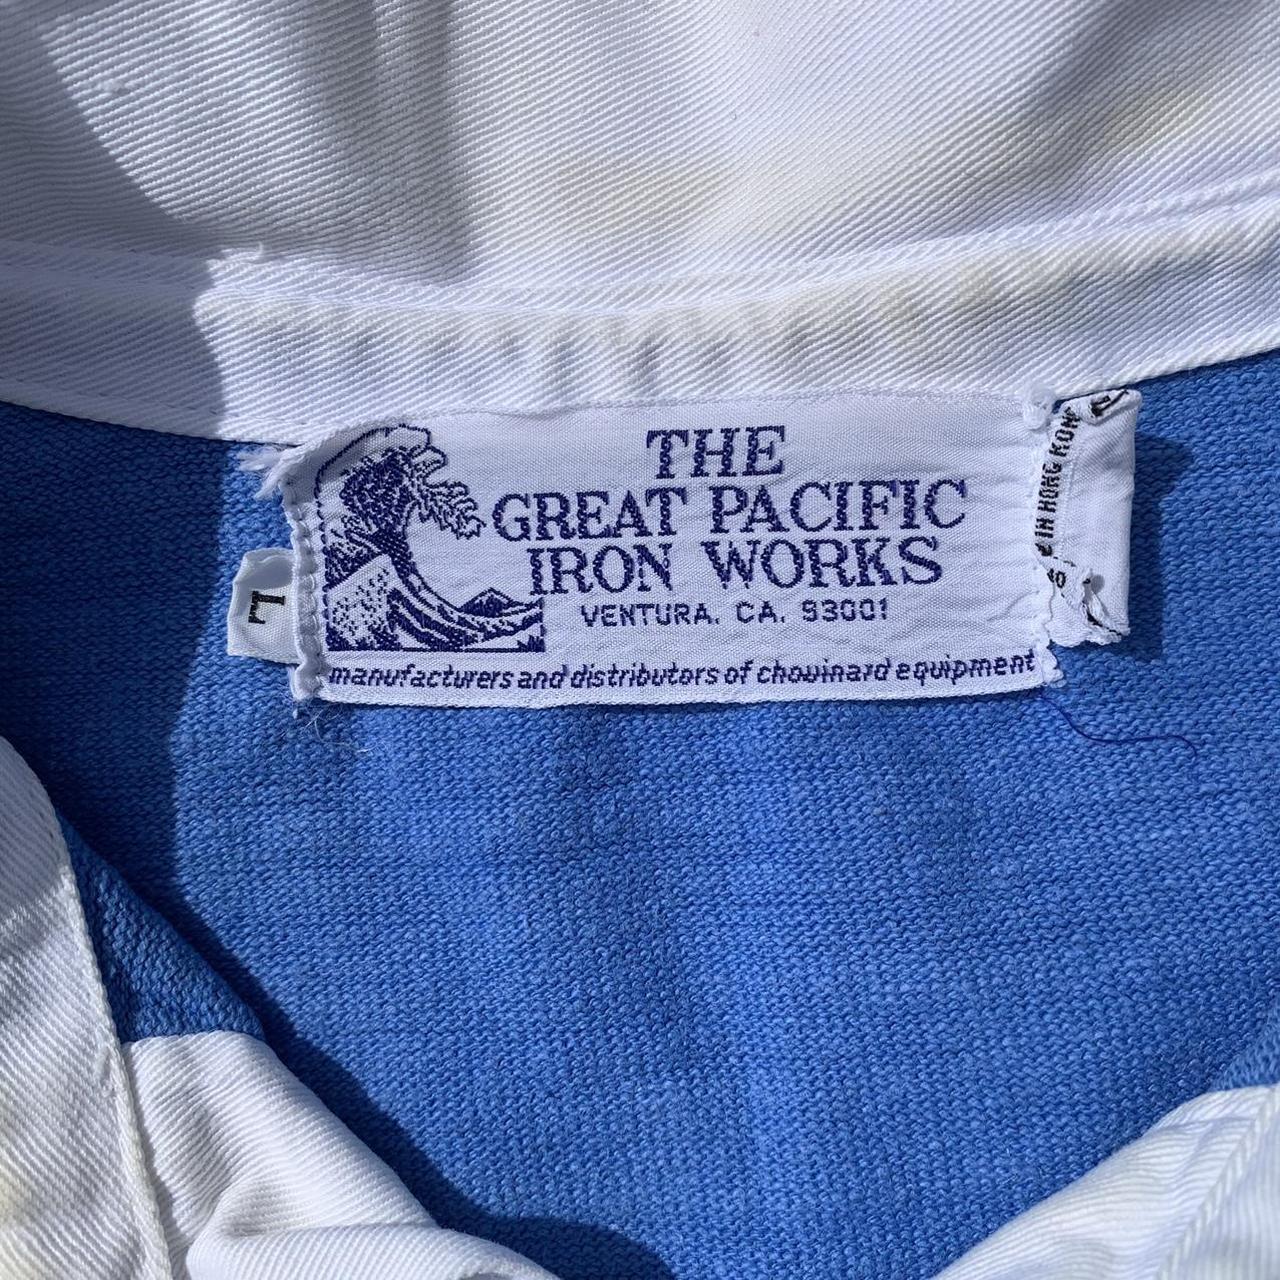 THE
GREAT PACIFIC
IRON WORKS
VENTURA, CA. 93001
manufacturers and distributors of chouinard equipment
L
IN HONG KONG